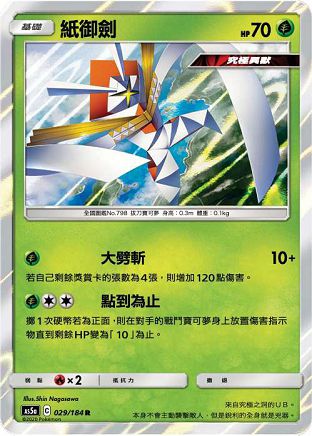 基礎 紙御劍 HP70
究極異獸
全國圖鑑No.798 拔刀寶可夢 身高：0.3m 體重：0.1kg
大劈斬 10+
若自己剩餘獎賞卡的張數為4張，則增加120點傷害。
點到為止
擲1次硬幣若為正面，則在對手的戰鬥寶可夢身上放置傷害指示
物直到剩餘HP變為「10」為止。
弱點 ×2 抵抗力 撤退
Illus.Shin Nagasawa
AS5a C 029/184 R
©2020 Pokémon
來自究極之洞的UB。
本身不會主動襲擊敵人，但是銳利的全身就是兇器。